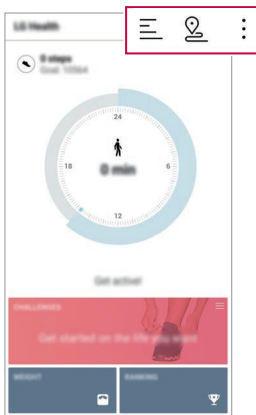 LG Health
0 steps
Goal: 10564
24
18
6
0 min
12
Get active!
CHALLENGES
Get started on the life you want
WEIGHT
RANKING